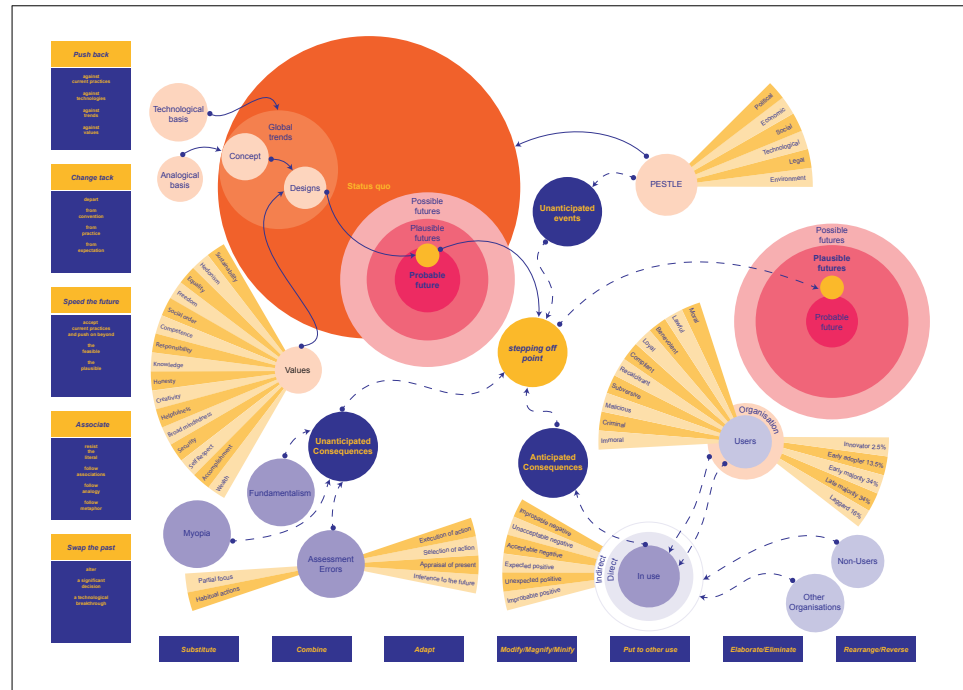 Push back
against
current practices
against
technologies
against
trends
against
values
Change tack
depart
from
convention
from
practice
from
expectation
Speed the future
accept
current practices
and push on beyond
the
feasible
the
plausible
Associate
resist
the
literal
follow
associations
follow
analogy
follow
metaphor
Swap the past
alter
a significant
decision
a technological
breakthrough
Technological
basis
Analogical
basis
Global
trends
Concept
Designs
Status quo
Possible
futures
Plausible
futures
Probable
future
PESTLE
Political
Economic
Social
Technological
Legal
Environment
Unanticipated
events
Possible
futures
Plausible
futures
Probable
future
stepping off
point
Sustainability
Hedonism
Equality
Freedom
Social order
Competence
Responsibility
Knowledge
Honesty
Creativity
Helpfulness
Broad mindedness
Security
Self Respect
Accomplishment
Wealth
Values
Unanticipated
Consequences
Fundamentalism
Myopia
Assessment
Errors
Partial focus
Habitual actions
Execution of action
Selection of action
Appraisal of present
Inference fo the future
Anticipated
Consequences
Improbable negative
Unacceptable negative
Acceptable negative
Expected positive
Unexpected positive
Improbable positive
Indirect
Direct
In use
Moral
Lawful
Benevolent
Loyal
Compliant
Recalcitrant
Subversive
Malicious
Criminal
Immoral
Organisation
Users
Innovator 2.5%
Early adopter 13.5%
Early majority 34%
Late majority 34%
Laggard 16%
Non-Users
Other
Organisations
Substitute
Combine
Adapt
Modify/Magnify/Minify
Put to other use
Elaborate/Eliminate
Rearrange/Reverse